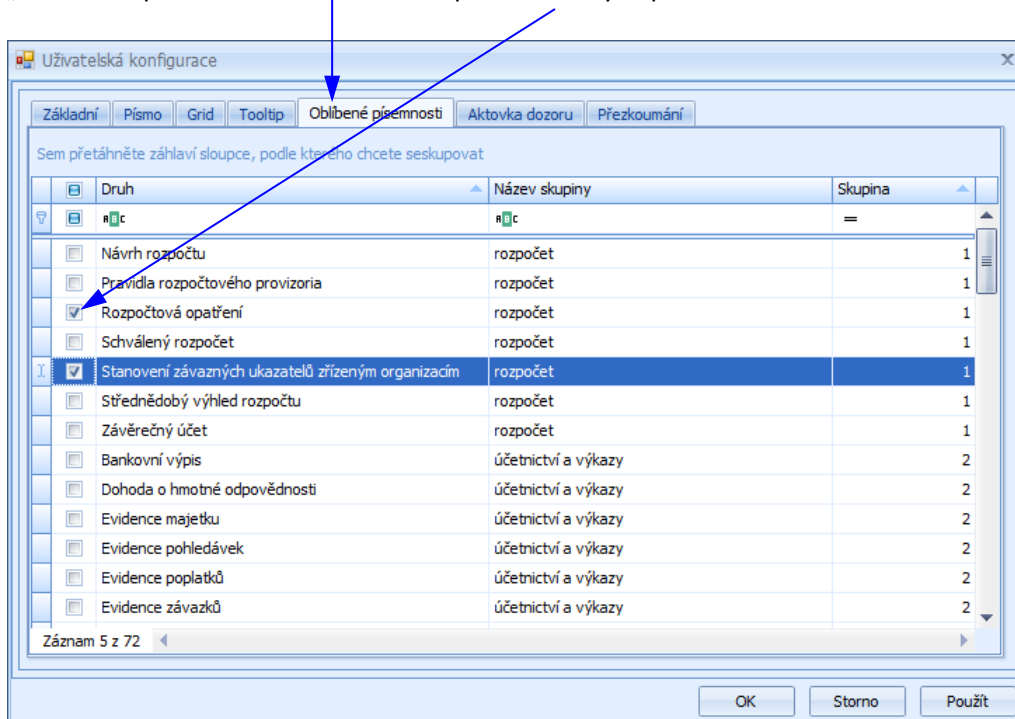 Uživatelská konfigurace
Základní Písmo Grid Tooltip Oblíbené písemnosti Aktovka dozoru Přezkoumání
Sem přetáhněte záhlaví sloupce, podle kterého chcete seskupovat
Druh Název skupiny Skupina
ABC ABC =
Návrh rozpočtu rozpočet 1
Pravidla rozpočtového provizoria rozpočet 1
Rozpočtová opatření rozpočet 1
Schválený rozpočet rozpočet 1
Stanovení závazných ukazatelů zřízeným organizacím rozpočet 1
Střednědobý výhled rozpočtu rozpočet 1
Závěrečný účet rozpočet 1
Bankovní výpis účetnictví a výkazy 2
Dohoda o hmotné odpovědnosti účetnictví a výkazy 2
Evidence majetku účetnictví a výkazy 2
Evidence pohledávek účetnictví a výkazy 2
Evidence poplatků účetnictví a výkazy 2
Evidence závazků účetnictví a výkazy 2
Záznam 5 z 72
OK Storno Použít